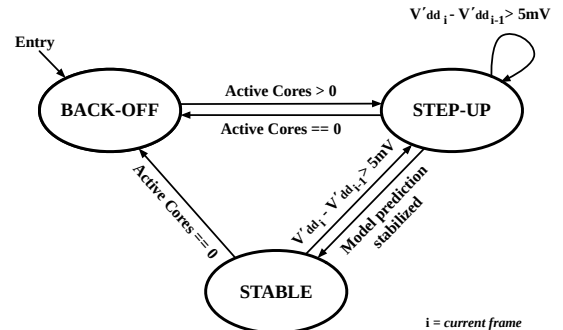 V′dd i - V′dd i-1 > 5mV
Entry
BACK-OFF
Active Cores > 0
Active Cores == 0
STEP-UP
Active Cores == 0
V′dd i - V′dd i-1 > 5mV
Model prediction
stabilized
STABLE
i = current frame